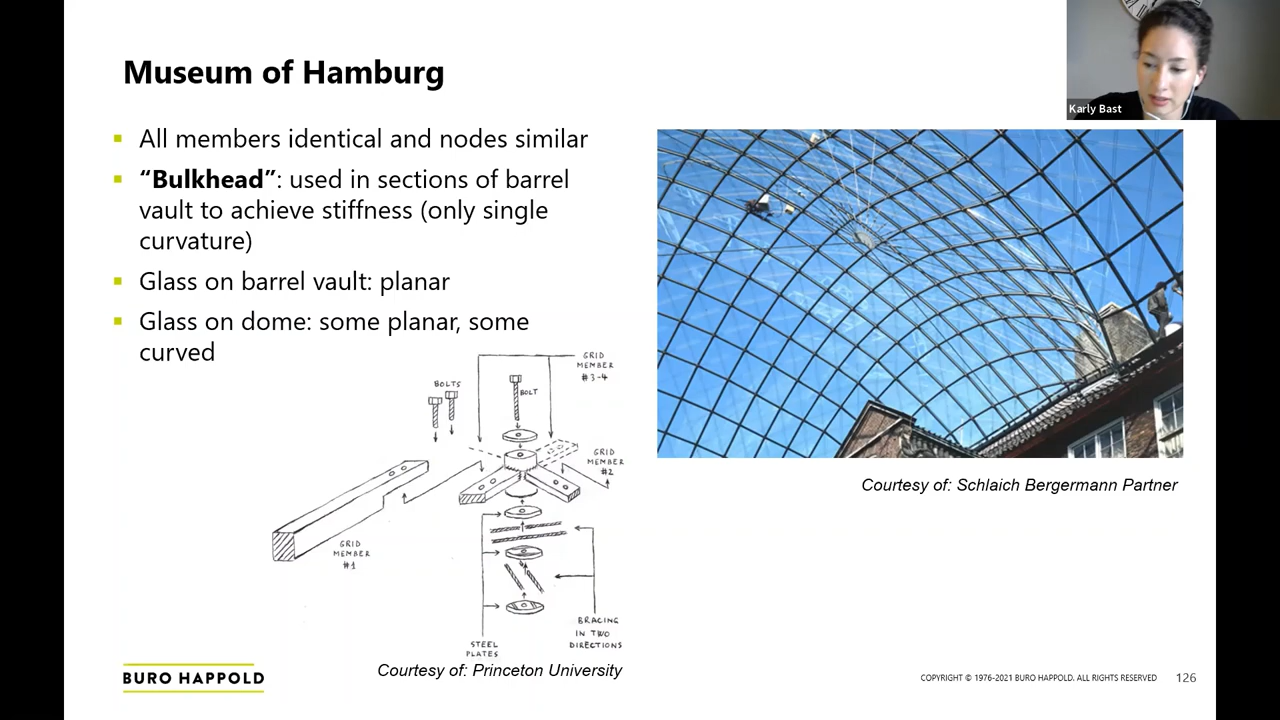 Museum of Hamburg
Karly Bast
▪ All members identical and nodes similar
▪ “Bulkhead”: used in sections of barrel
vault to achieve stiffness (only single
curvature)
▪ Glass on barrel vault: planar
▪ Glass on dome: some planar, some
curved
GRID
MEMBER
#3-4
BOLTS
BOLT
GRID
MEMBER
#2
GRID
MEMBER
#1
BRACING
IN TWO
DIRECTIONS
STEEL
PLATES
Courtesy of: Schlaich Bergermann Partner
Courtesy of: Princeton University
BURO HAPPOLD
COPYRIGHT © 1976-2021 BURO HAPPOLD. ALL RIGHTS RESERVED
126